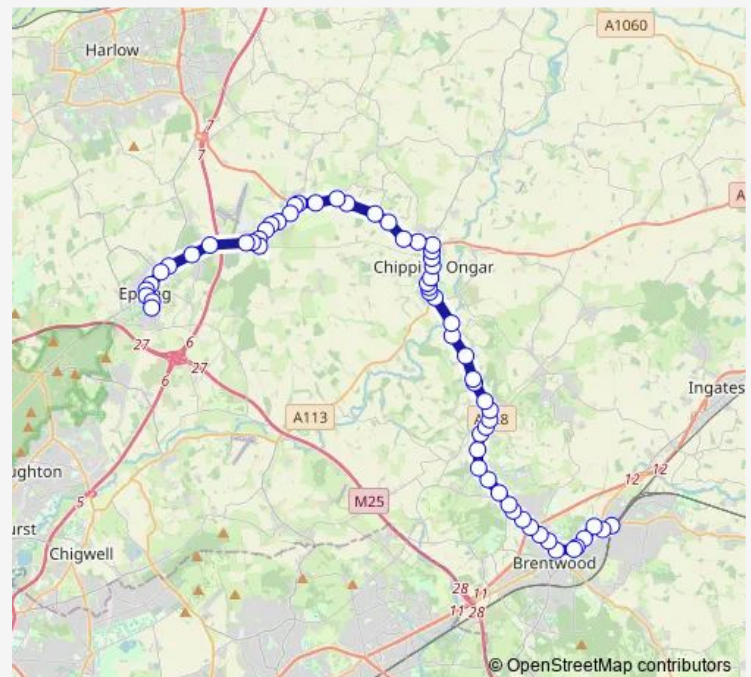 A1060
Harlow
7
7
A
Chippi Ongar
Ep g
6
27
27
6
Ingates
A113
A 8
ughton
12
12
5
M25
urst
Chigwell
Brentwood
28
11
11
28
© OpenStreetMap contributors